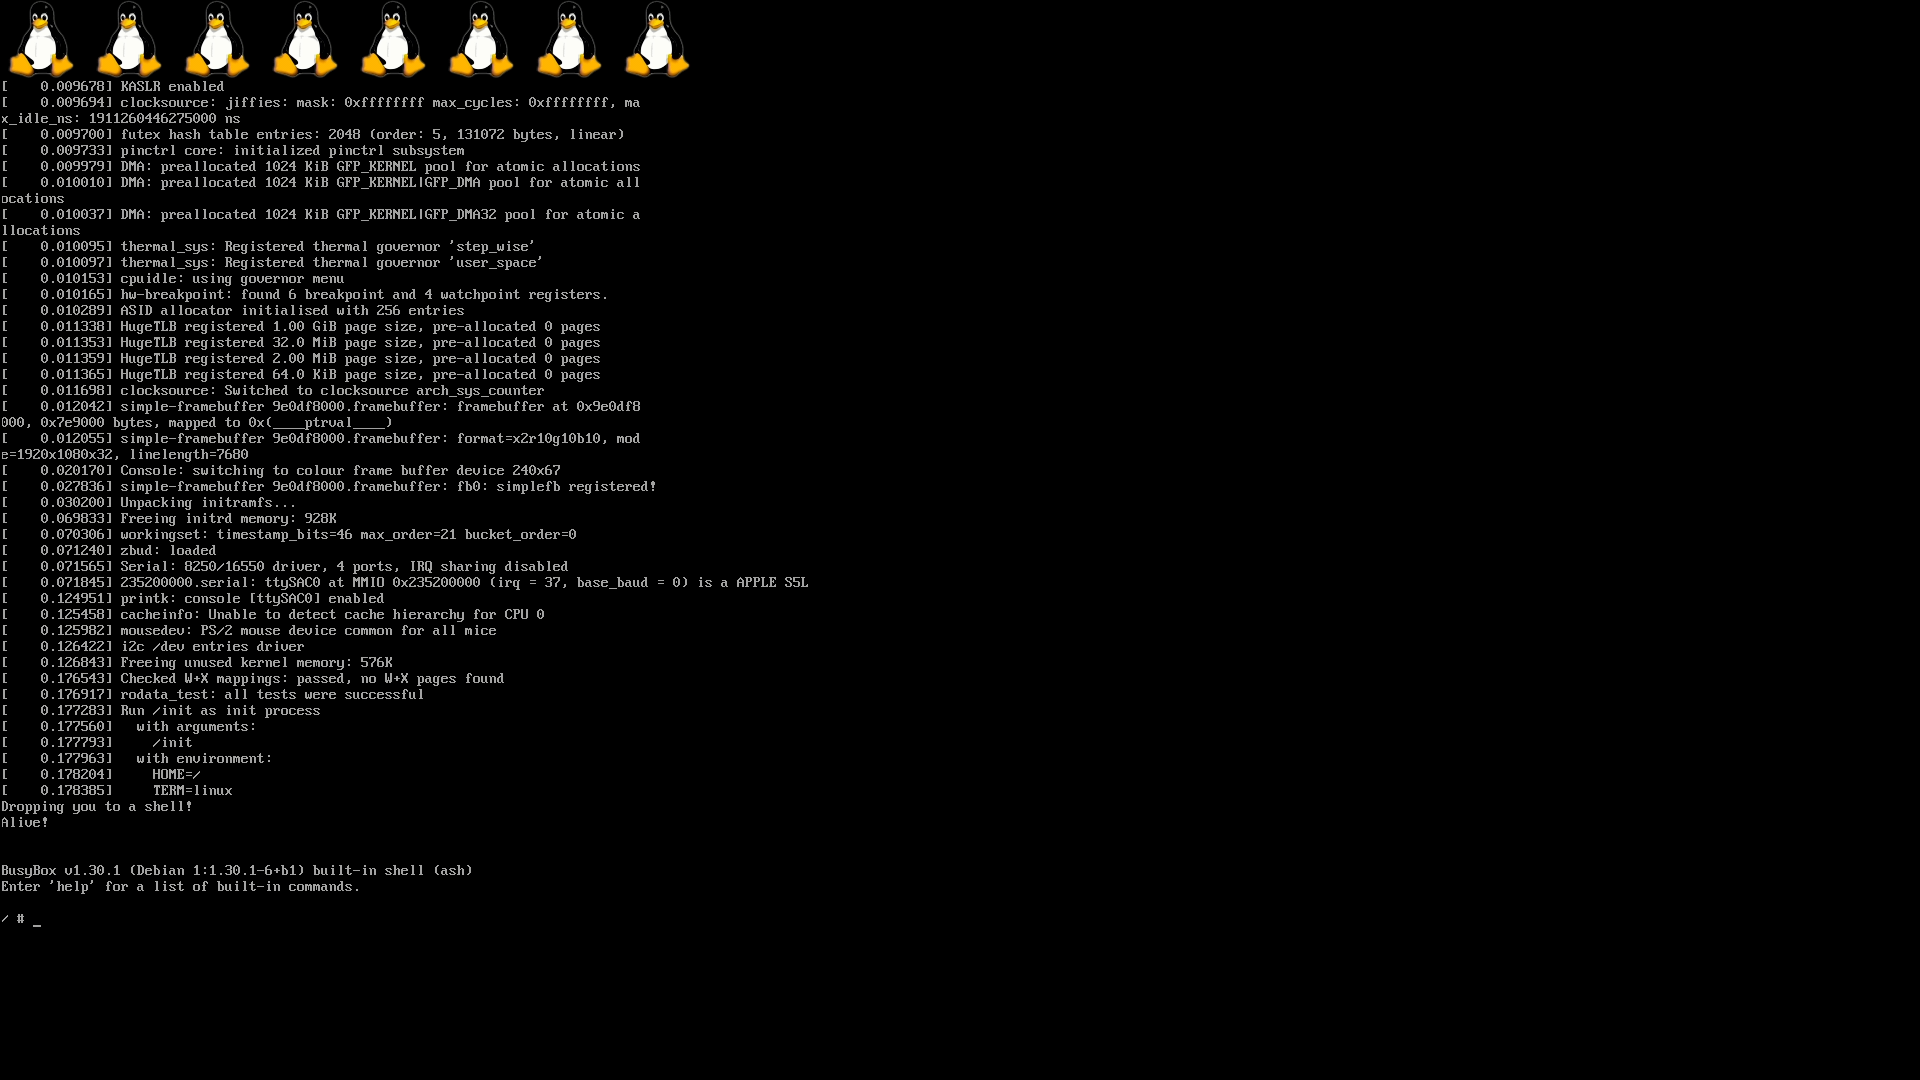 [    0.009678] KASLR enabled
[    0.009694] clocksource: jiffies: mask: 0xffffffff max_cycles: 0xffffffff, ma
x_idle_ns: 1911260446275000 ns
[    0.009700] futex hash table entries: 2048 (order: 5, 131072 bytes, linear)
[    0.009733] pinctrl core: initialized pinctrl subsystem
[    0.009979] DMA: preallocated 1024 KiB GFP_KERNEL pool for atomic allocations
[    0.010010] DMA: preallocated 1024 KiB GFP_KERNEL|GFP_DMA pool for atomic all
ocations
[    0.010037] DMA: preallocated 1024 KiB GFP_KERNEL|GFP_DMA32 pool for atomic a
llocations
[    0.010095] thermal_sys: Registered thermal governor 'step_wise'
[    0.010097] thermal_sys: Registered thermal governor 'user_space'
[    0.010153] cpuidle: using governor menu
[    0.010165] hw-breakpoint: found 6 breakpoint and 4 watchpoint registers.
[    0.010289] ASID allocator initialised with 256 entries
[    0.011338] HugeTLB registered 1.00 GiB page size, pre-allocated 0 pages
[    0.011353] HugeTLB registered 32.0 MiB page size, pre-allocated 0 pages
[    0.011359] HugeTLB registered 2.00 MiB page size, pre-allocated 0 pages
[    0.011365] HugeTLB registered 64.0 KiB page size, pre-allocated 0 pages
[    0.011698] clocksource: Switched to clocksource arch_sys_counter
[    0.012042] simple-framebuffer 9e0df8000.framebuffer: framebuffer at 0x9e0df8
000, 0x7e9000 bytes, mapped to 0x(____ptrval____)
[    0.012055] simple-framebuffer 9e0df8000.framebuffer: format=x2r10g10b10, mod
e=1920x1080x32, linelength=7680
[    0.020170] Console: switching to colour frame buffer device 240x67
[    0.027836] simple-framebuffer 9e0df8000.framebuffer: fb0: simplefb registered!
[    0.030200] Unpacking initramfs...
[    0.069833] Freeing initrd memory: 928K
[    0.070306] workingset: timestamp_bits=46 max_order=21 bucket_order=0
[    0.071240] zbud: loaded
[    0.071565] Serial: 8250/16550 driver, 4 ports, IRQ sharing disabled
[    0.071845] 235200000.serial: ttySAC0 at MMIO 0x235200000 (irq = 37, base_baud = 0) is a APPLE S5L
[    0.124951] printk: console [ttySAC0] enabled
[    0.125458] cacheinfo: Unable to detect cache hierarchy for CPU 0
[    0.125982] mousedev: PS/2 mouse device common for all mice
[    0.126422] i2c /dev entries driver
[    0.126843] Freeing unused kernel memory: 576K
[    0.176543] Checked W+X mappings: passed, no W+X pages found
[    0.176917] rodata_test: all tests were successful
[    0.177283] Run /init as init process
[    0.177560]   with arguments:
[    0.177793]     /init
[    0.177963]   with environment:
[    0.178204]     HOME=/
[    0.178385]     TERM=linux
Dropping you to a shell!
Alive!
BusyBox v1.30.1 (Debian 1:1.30.1-6+b1) built-in shell (ash)
Enter 'help' for a list of built-in commands.
/ # _